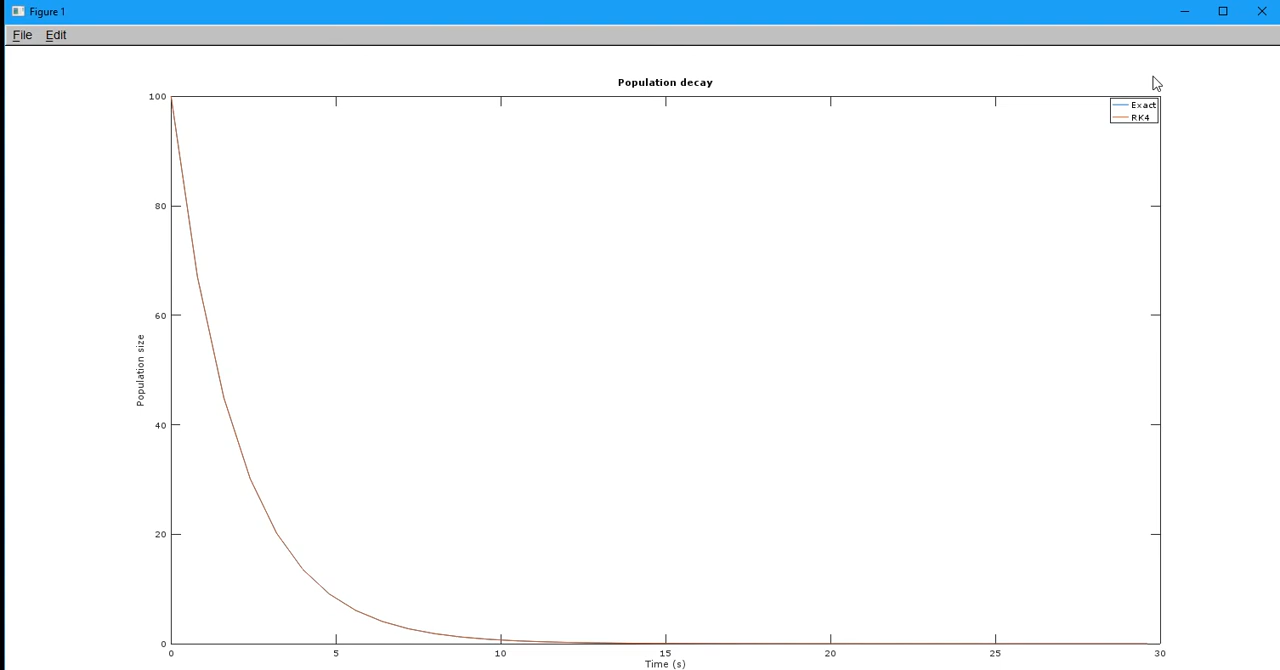 Figure 1
File Edit
Population decay
Exact
RK4
100
80
60
40
20
0
Population size
0 5 10 15 20 25 30
Time (s)